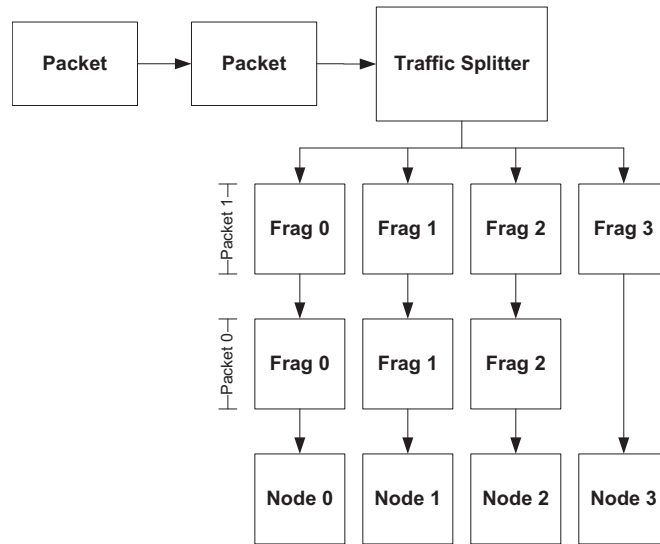 Packet
Packet
Traffic Splitter
Packet 1
Frag 0
Frag 1
Frag 2
Frag 3
Packet 0
Frag 0
Frag 1
Frag 2
Node 0
Node 1
Node 2
Node 3